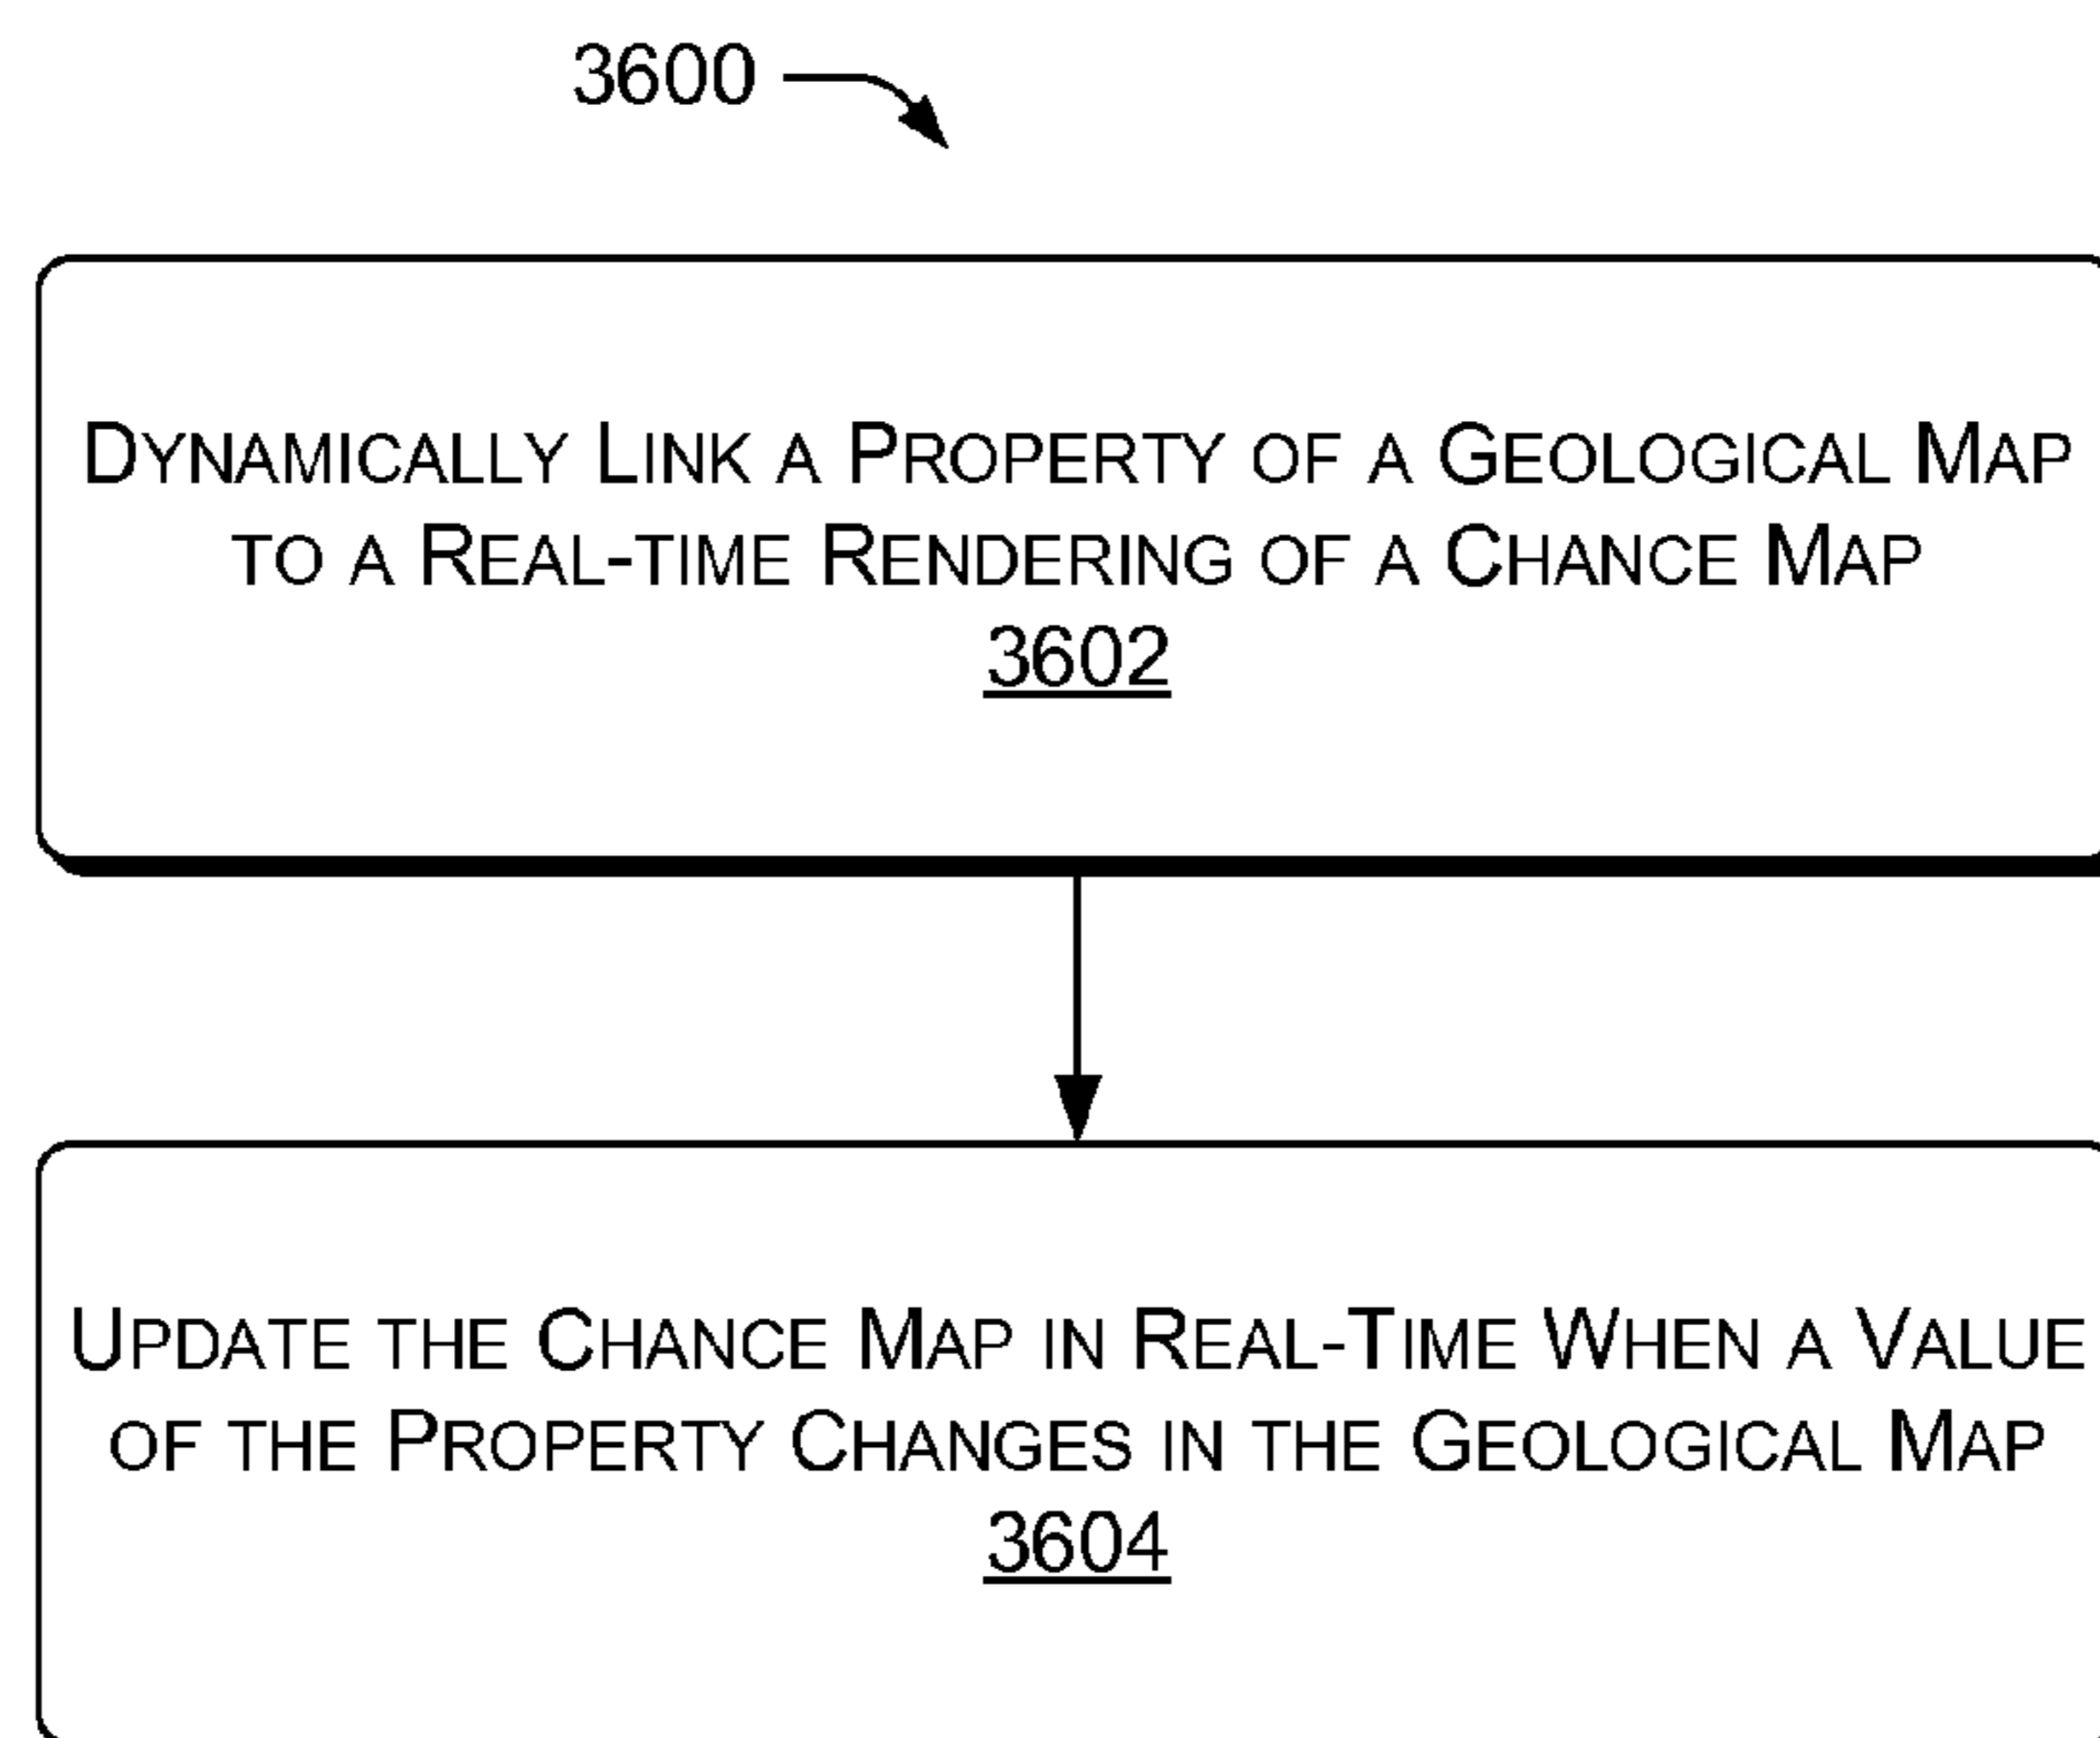 3600
DYNAMICALLY LINK A PROPERTY OF A GEOLOGICAL MAP
TO A REAL-TIME RENDERING OF A CHANCE MAP
3602
UPDATE THE CHANCE MAP IN REAL-TIME WHEN A VALUE
OF THE PROPERTY CHANGES IN THE GEOLOGICAL MAP
3604